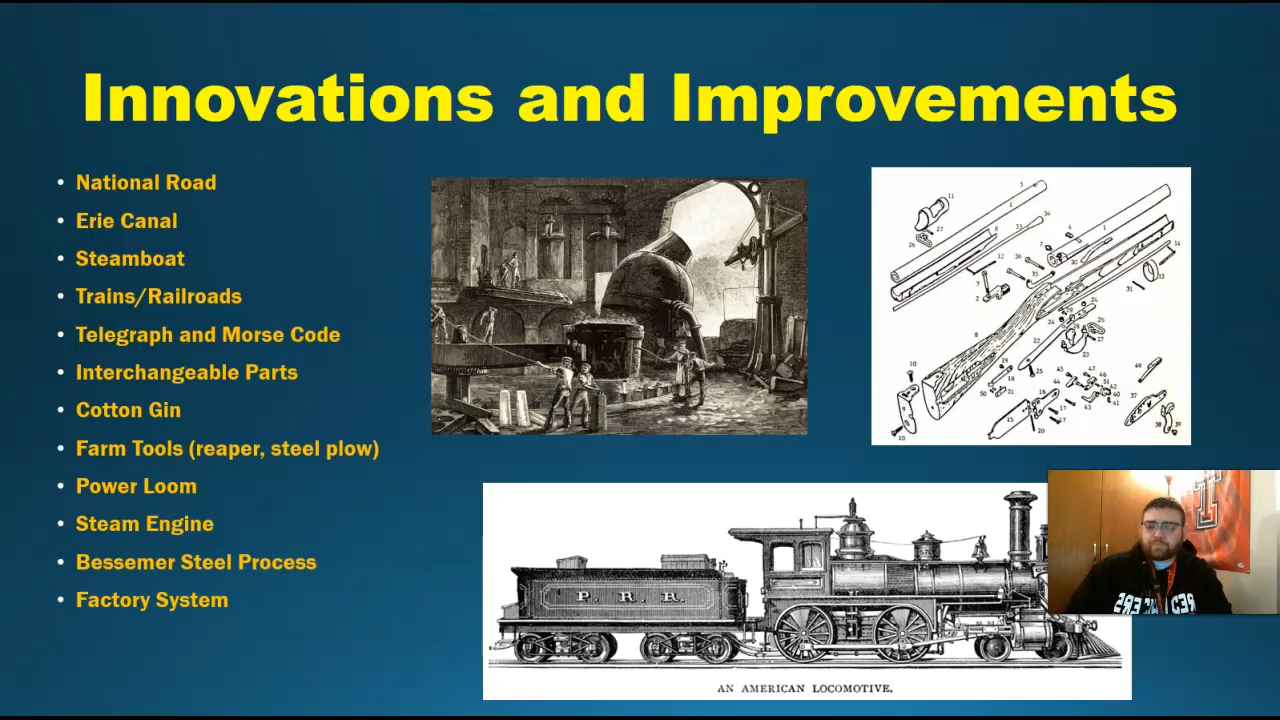 Innovations and Improvements
• National Road
• Erie Canal
• Steamboat
• Trains/Railroads
• Telegraph and Morse Code
• Interchangeable Parts
• Cotton Gin
• Farm Tools (reaper, steel plow)
• Power Loom
• Steam Engine
• Bessemer Steel Process
• Factory System
P. R. R.
AN AMERICAN LOCOMOTIVE.